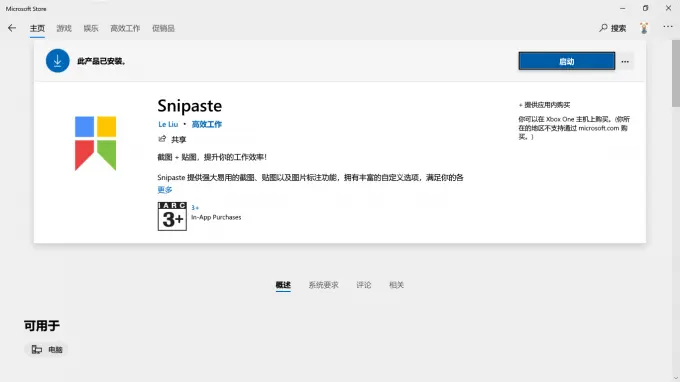 Microsoft Store
主页 游戏 娱乐 高效工作 促销品
搜索
此产品已安装。
启动
Snipaste
Le Liu • 高效工作
共享
截图 + 贴图，提升你的工作效率！
Snipaste 提供强大易用的截图、贴图以及图片标注功能，拥有丰富的自定义选项，满足你的各
更多
IARC
3+
3+
In-App Purchases
+ 提供应用内购买
你可以在 Xbox One 主机上购买。(你所
在的地区不支持通过 microsoft.com 购
买。)
概述 系统要求 评论 相关
可用于
电脑